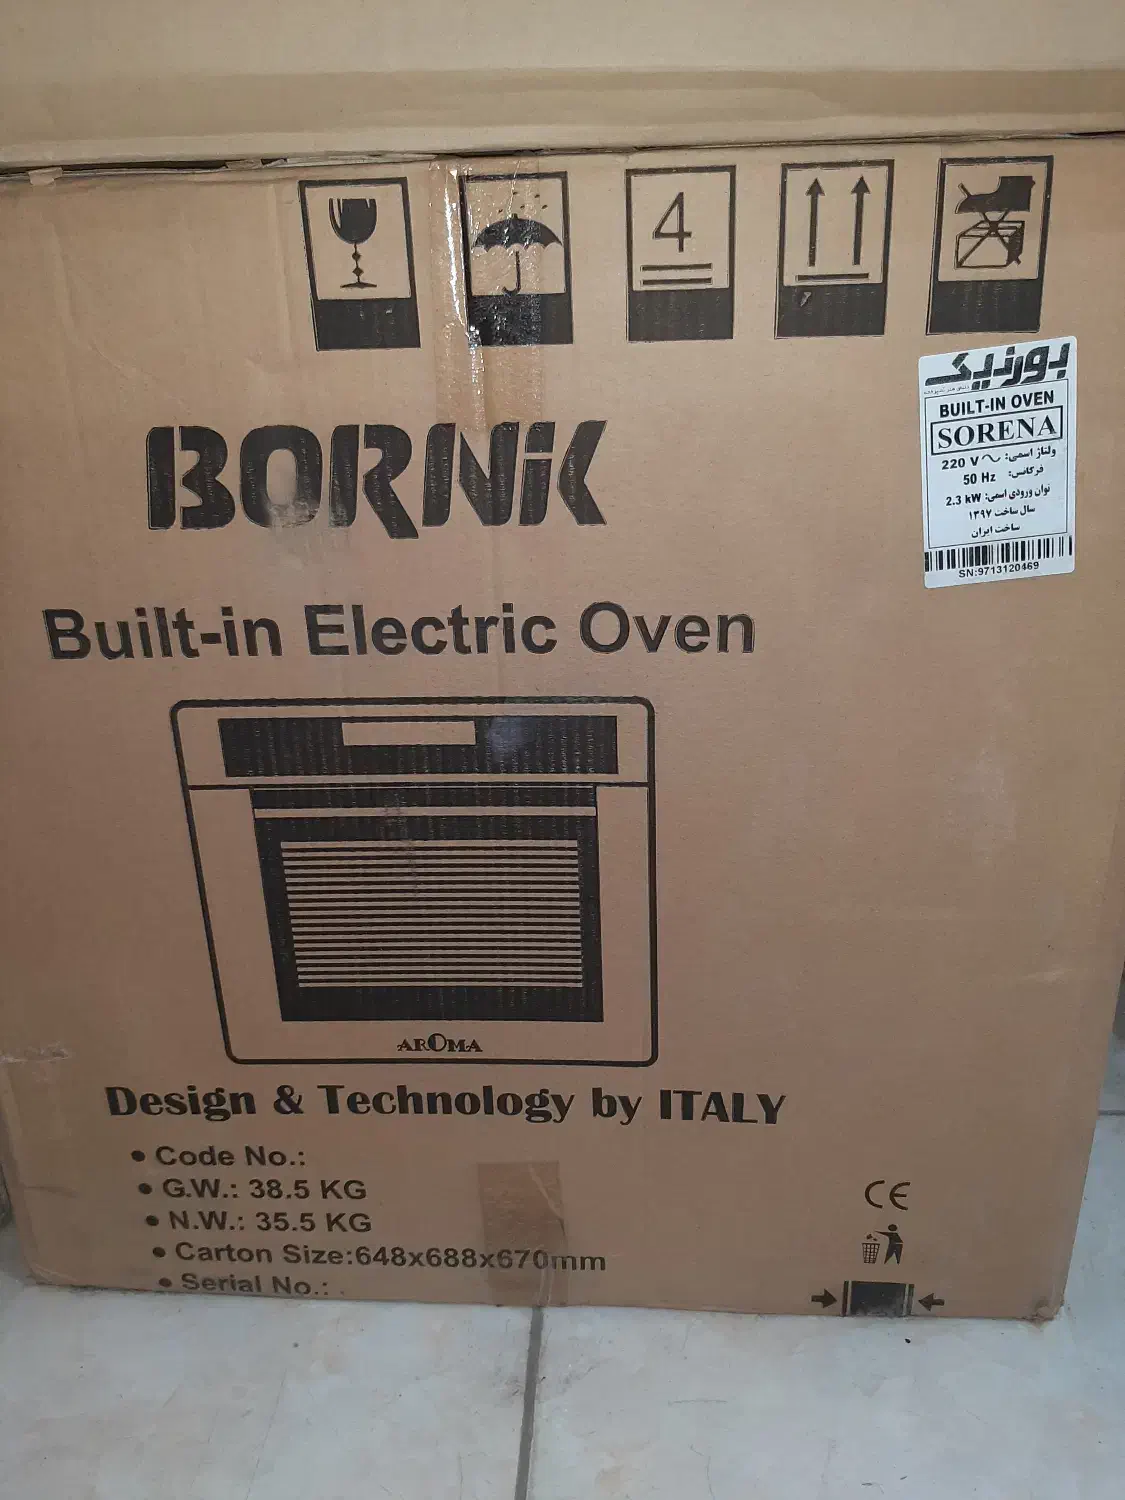 4
BORNiK
بورنیک
BUILT-IN OVEN
SORENA
ولتاژ اسمی: 220 V ~
فرکانس: 50 Hz
توان ورودی اسمی: 2.3 kW
سال ساخت ۱۳۹۷
ساخت ایران
SN:9713120469
Built-in Electric Oven
AROMA
Design & Technology by ITALY
• Code No.:
• G.W.: 38.5 KG
• N.W.: 35.5 KG
• Carton Size:648x688x670mm
• Serial No.:
CE